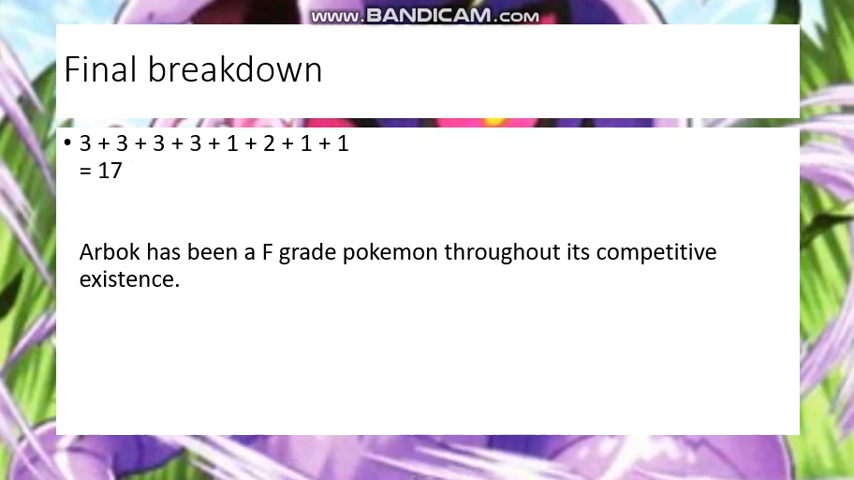 www.BANDICAM.com
Final breakdown
• 3 + 3 + 3 + 3 + 1 + 2 + 1 + 1
= 17
Arbok has been a F grade pokemon throughout its competitive
existence.